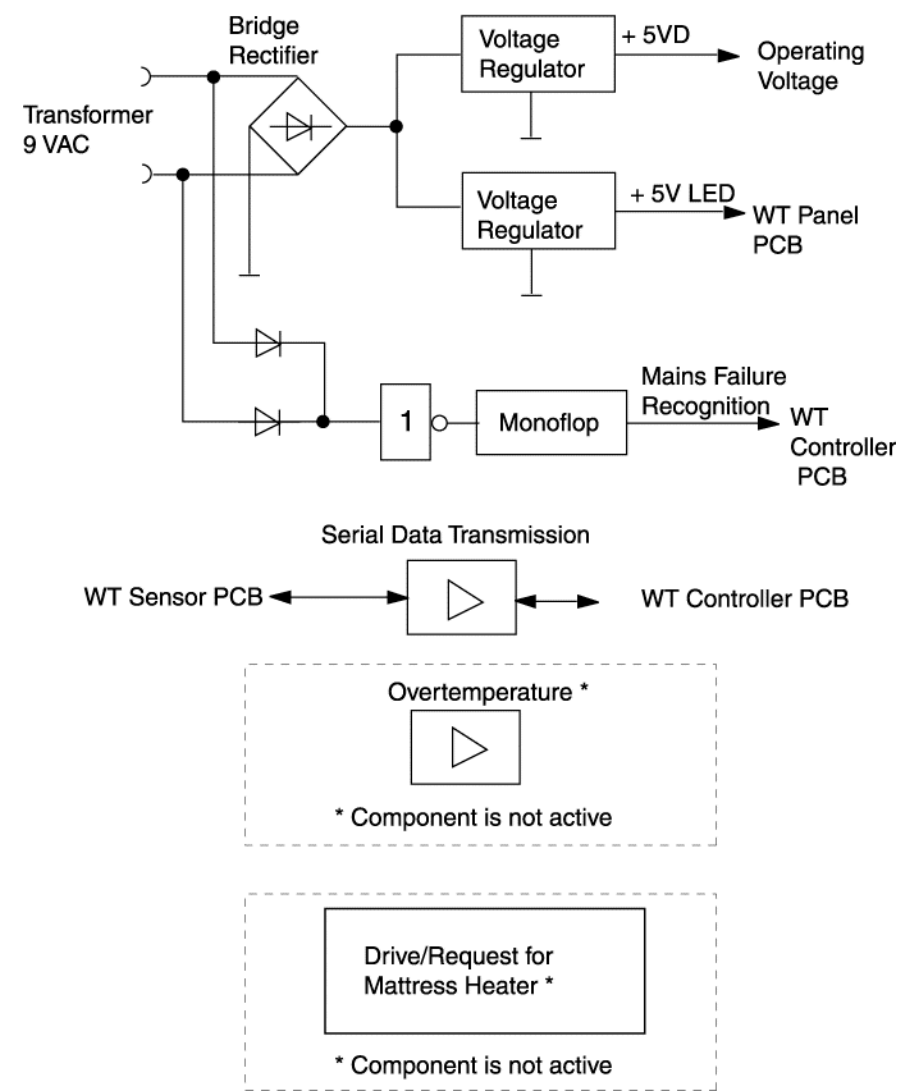 Bridge
Rectifier
Transformer
9 VAC
Voltage
Regulator
+ 5VD
Operating
Voltage
Voltage
Regulator
+ 5V LED
WT Panel
PCB
1
Monoflop
Mains Failure
Recognition
WT
Controller
PCB
Serial Data Transmission
WT Sensor PCB
WT Controller PCB
Overtemperature *
* Component is not active
Drive/Request for
Mattress Heater *
* Component is not active